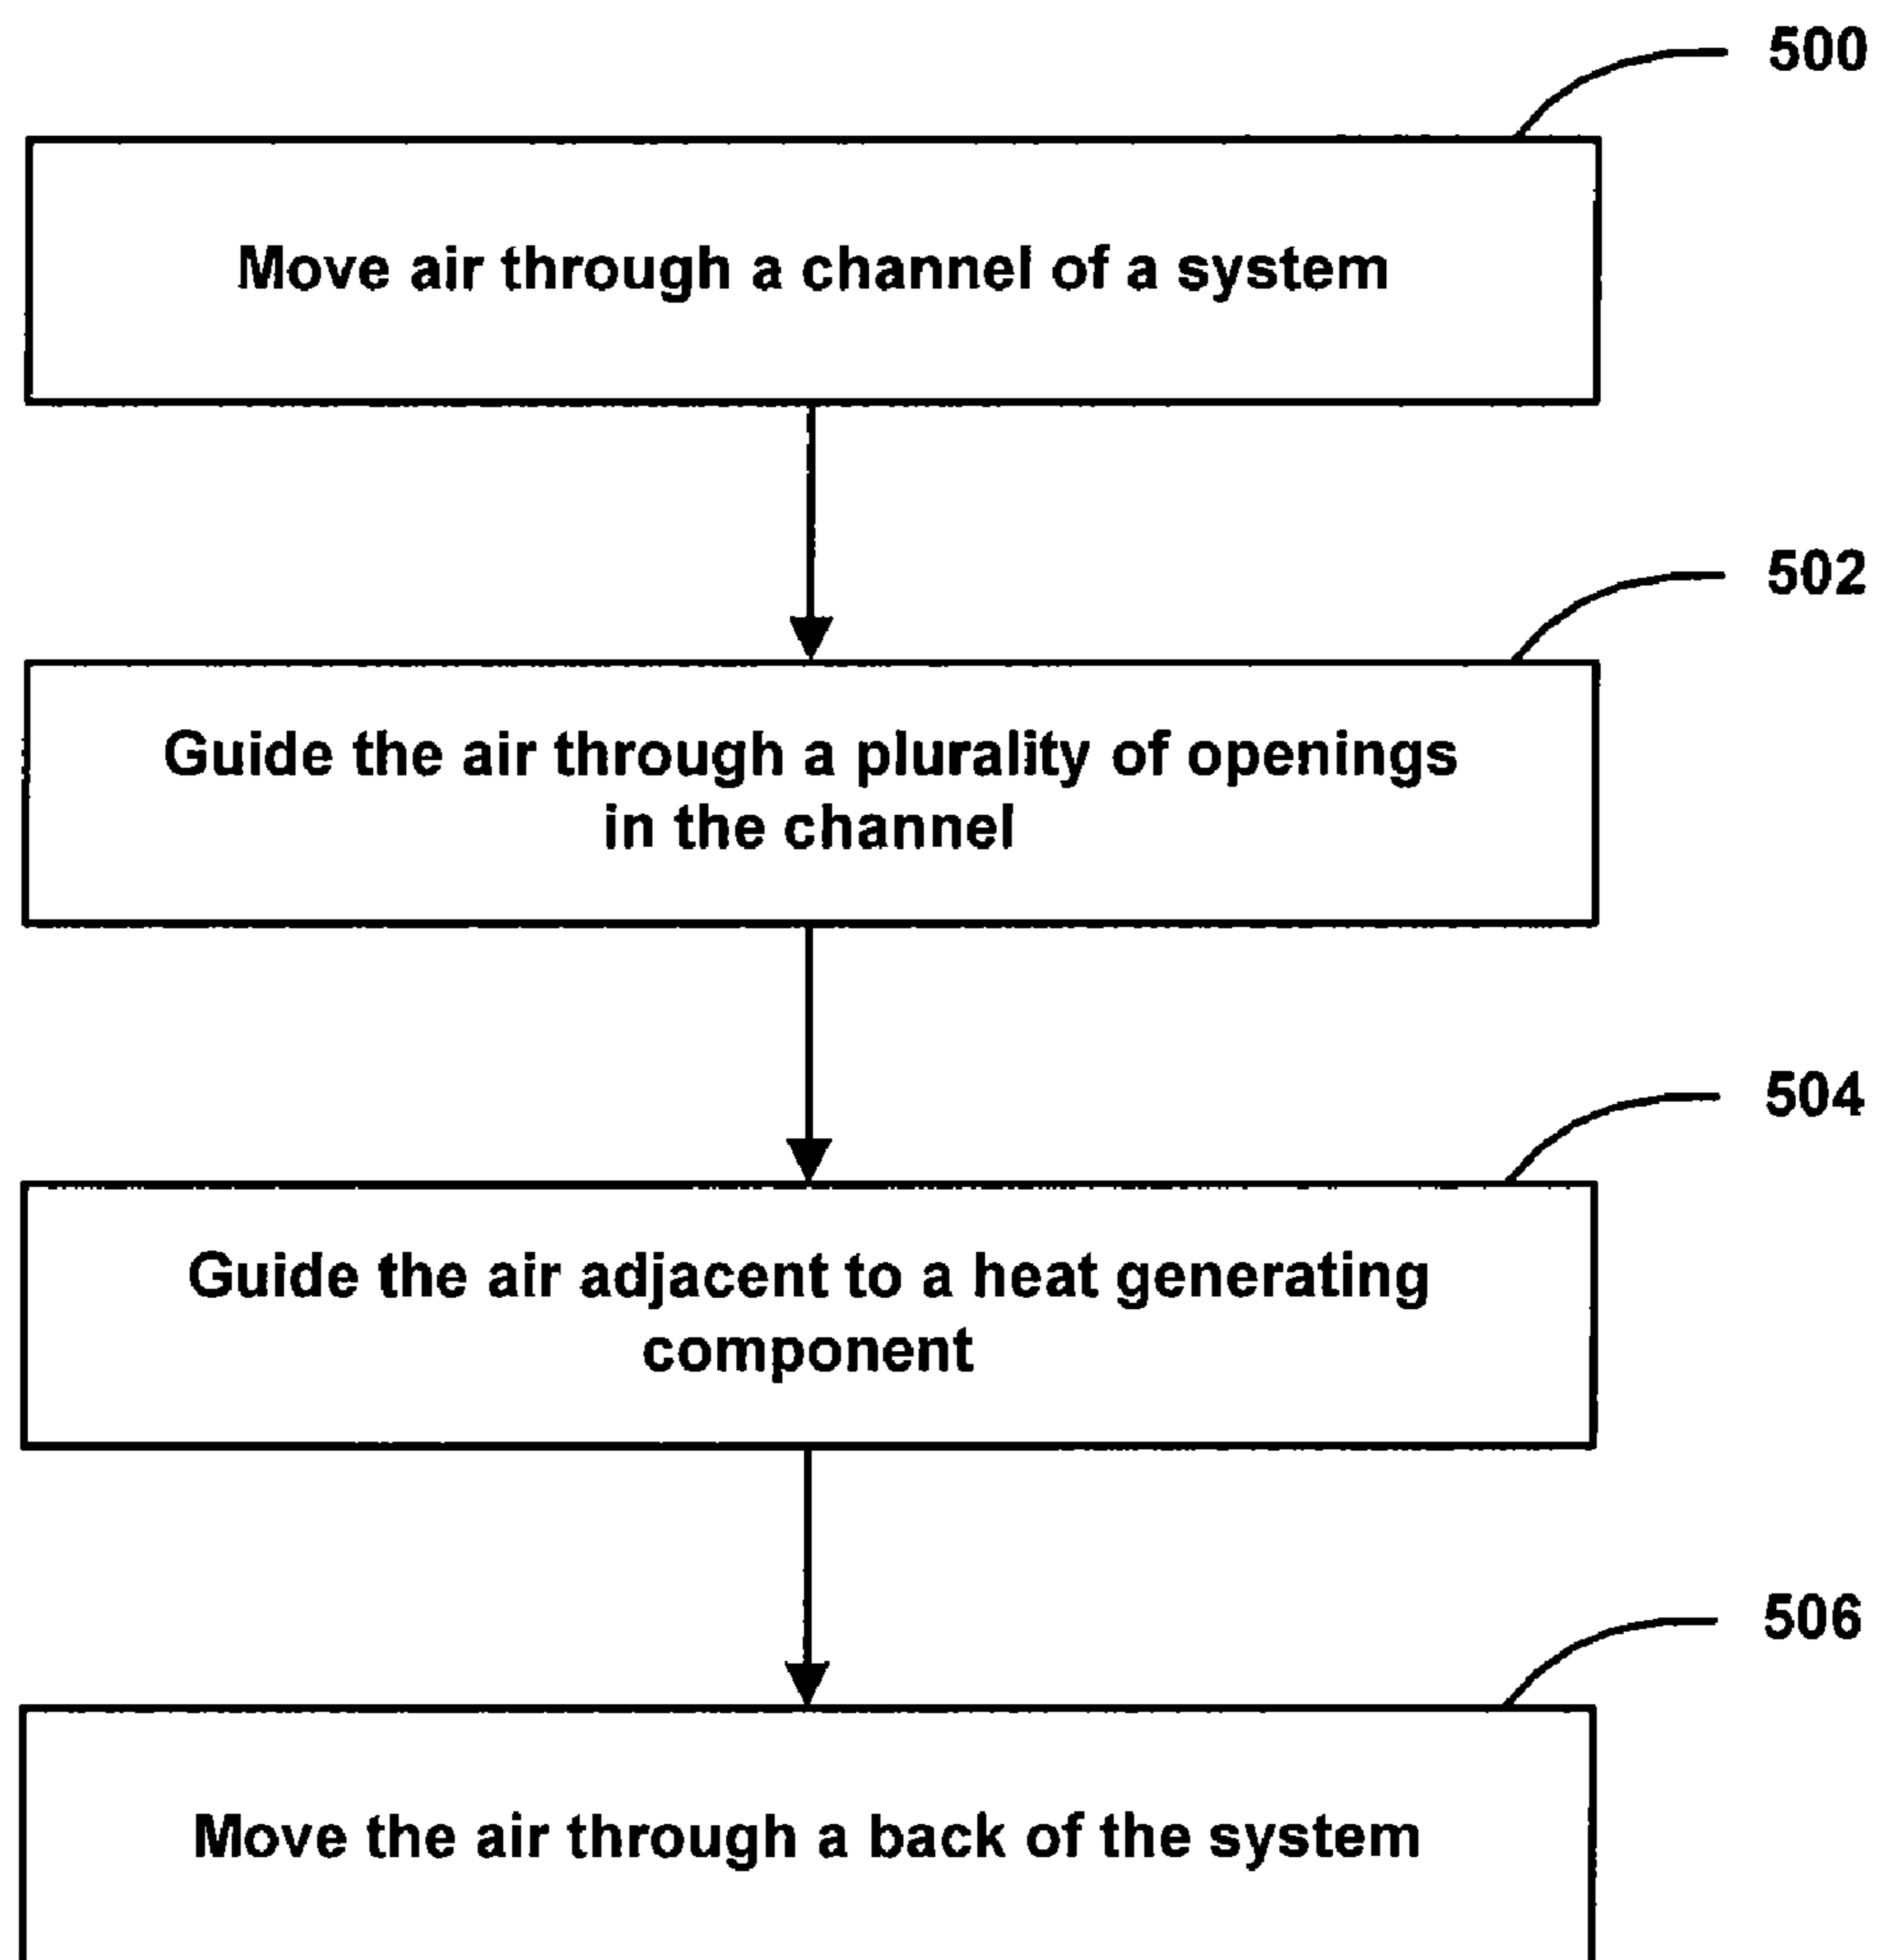 500
Move air through a channel of a system
502
Guide the air through a plurality of openings
in the channel
504
Guide the air adjacent to a heat generating
component
506
Move the air through a back of the system